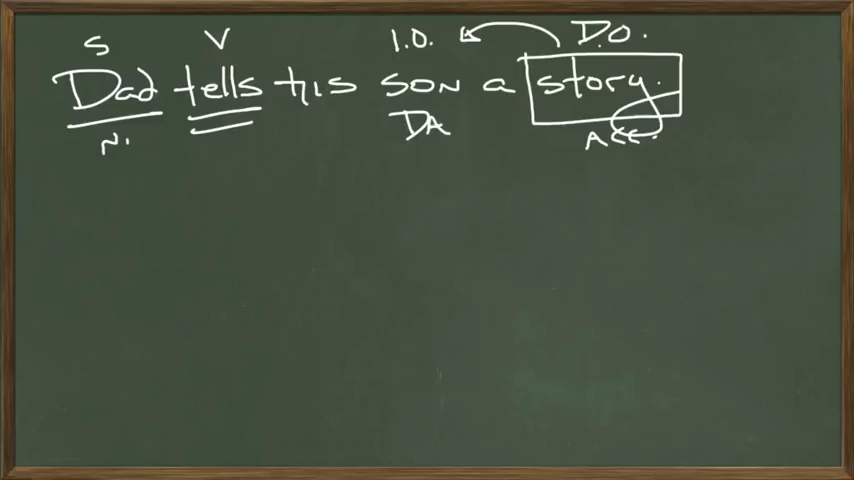 S V I.O. D.O.
Dad tells his son a story.
N. DA Acc.